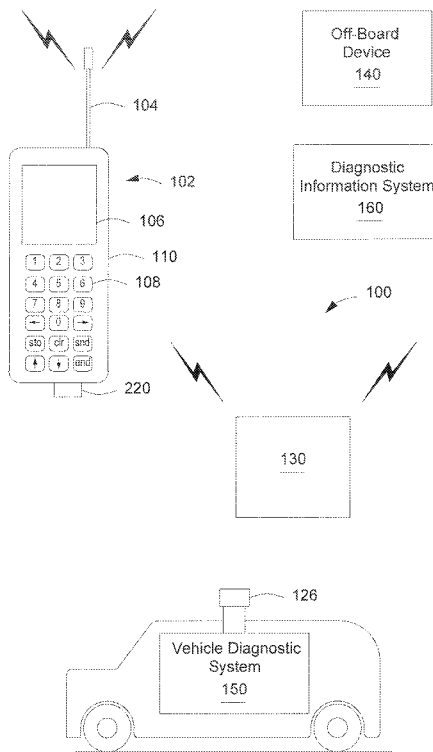 Off-Board
Device
140
104
Diagnostic
Information System
160
102
106
110
1 2 3
4 5 6
108
7 8 9
0
100
sto clr snd
end
220
130
126
Vehicle Diagnostic
System
150